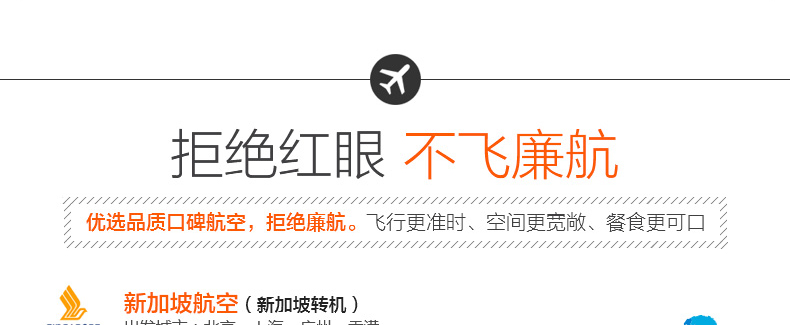 拒绝红眼 不飞廉航
优选品质口碑航空，拒绝廉航。飞行更准时、空间更宽敞、餐食更可口
新加坡航空（新加坡转机）